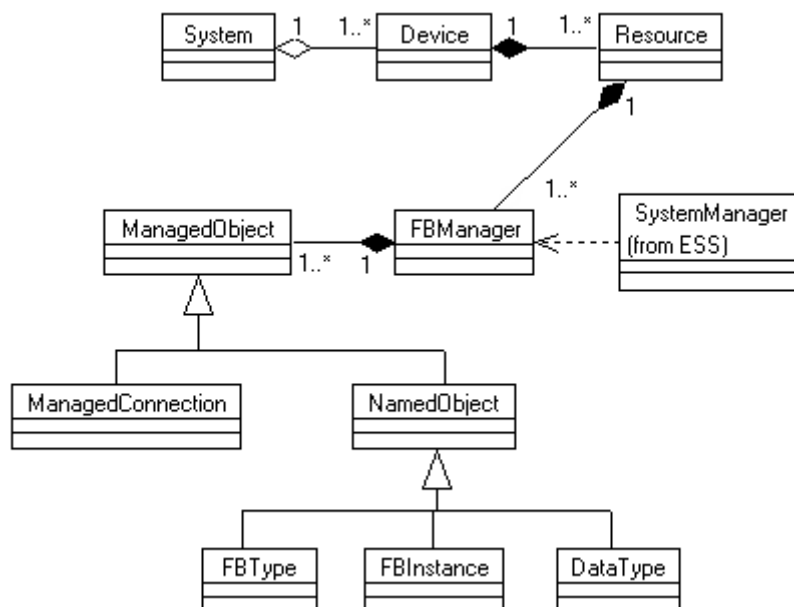 System
1
1..*
Device
1
1..*
Resource
1
1..*
ManagedObject
1..*
1
FBManager
SystemManager
(from ESS)
ManagedConnection
NamedObject
FBType
FBInstance
DataType